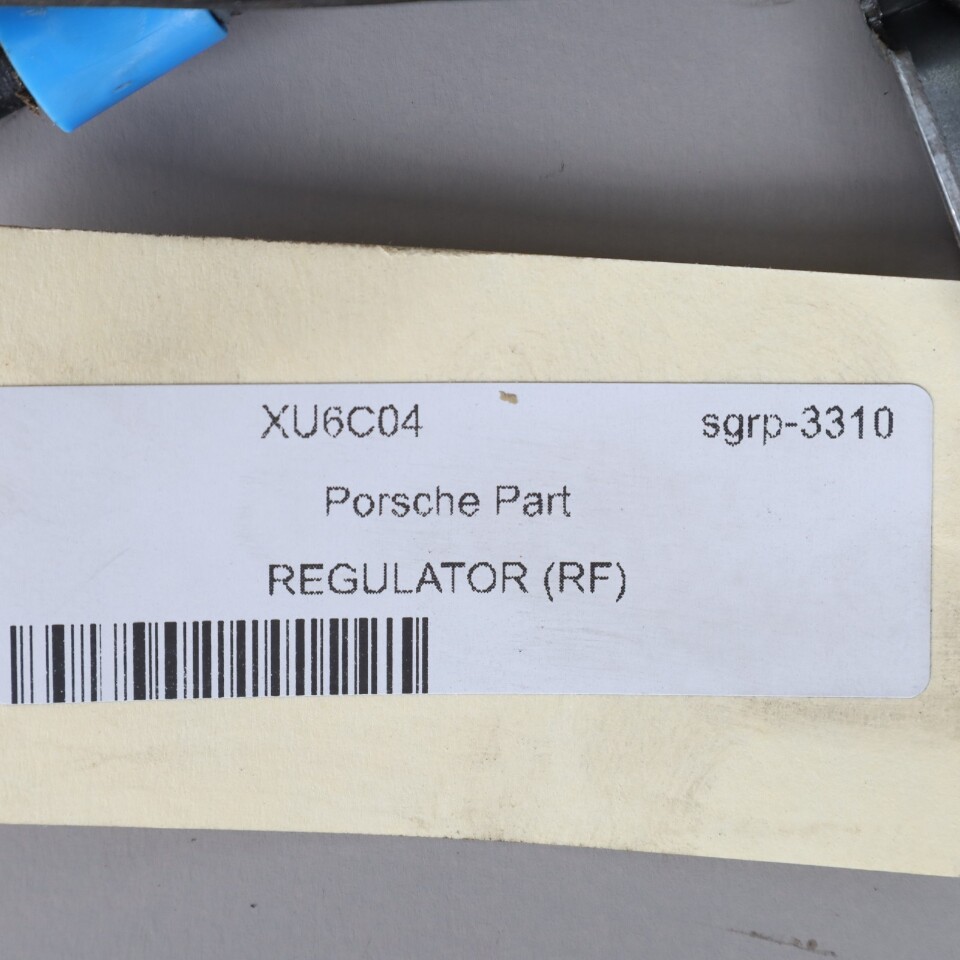 XU6C04 sgrp-3310
Porsche Part
REGULATOR (RF)